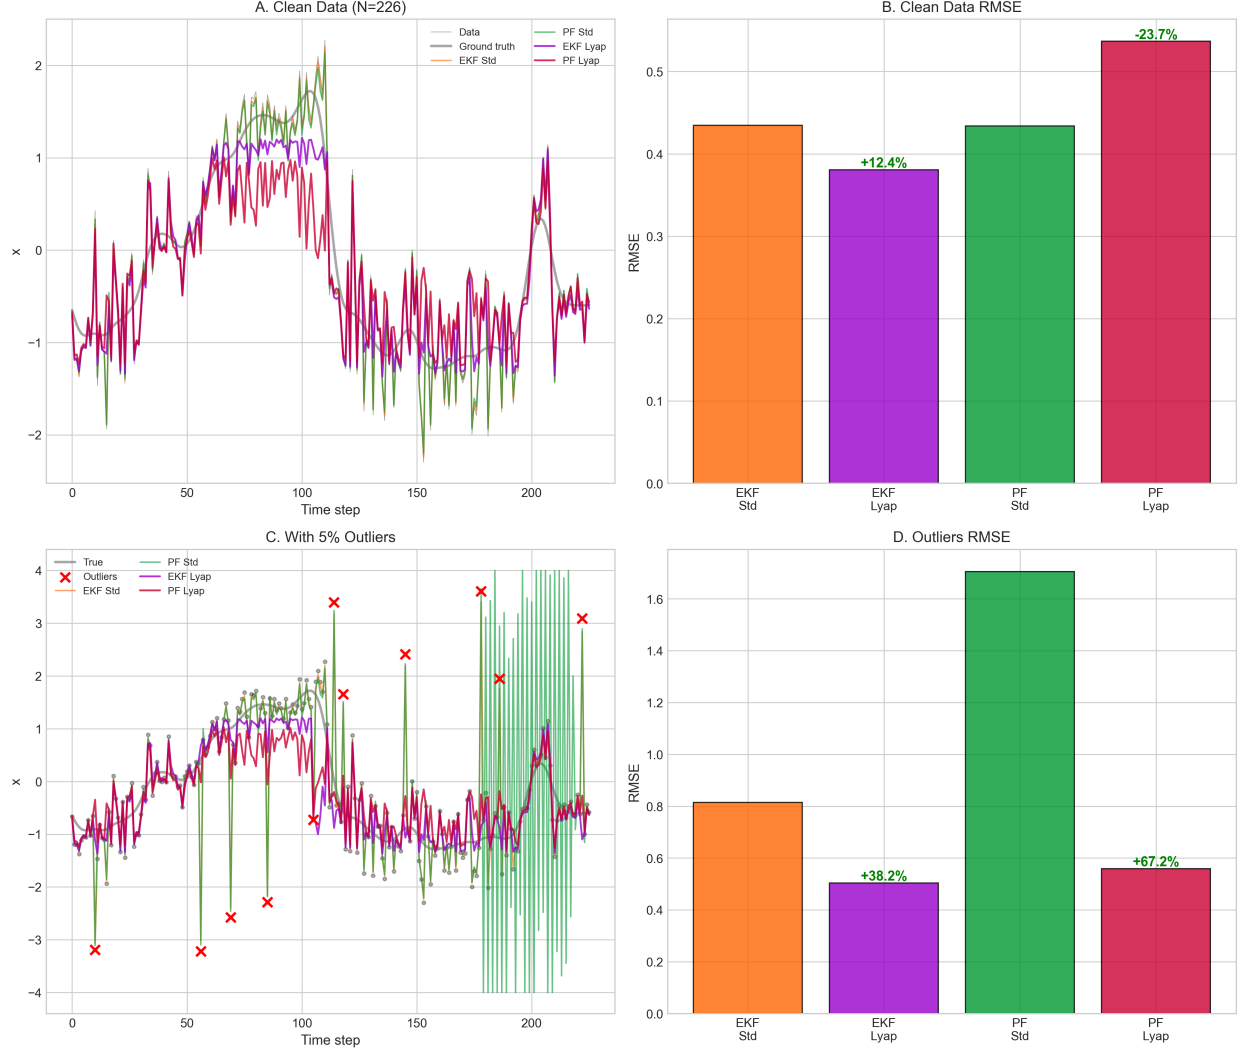 A. Clean Data (N=226)
Data
Ground truth
EKF Std
PF Std
EKF Lyap
PF Lyap
2
1
0
−1
−2
x
0
50
100
150
200
Time step
B. Clean Data RMSE
-23.7%
+12.4%
0.5
0.4
0.3
0.2
0.1
0.0
RMSE
EKF
Std
EKF
Lyap
PF
Std
PF
Lyap
C. With 5% Outliers
True
Outliers
EKF Std
PF Std
EKF Lyap
PF Lyap
4
3
2
1
0
−1
−2
−3
−4
x
0
50
100
150
200
Time step
D. Outliers RMSE
+38.2%
+67.2%
1.6
1.4
1.2
1.0
0.8
0.6
0.4
0.2
0.0
RMSE
EKF
Std
EKF
Lyap
PF
Std
PF
Lyap